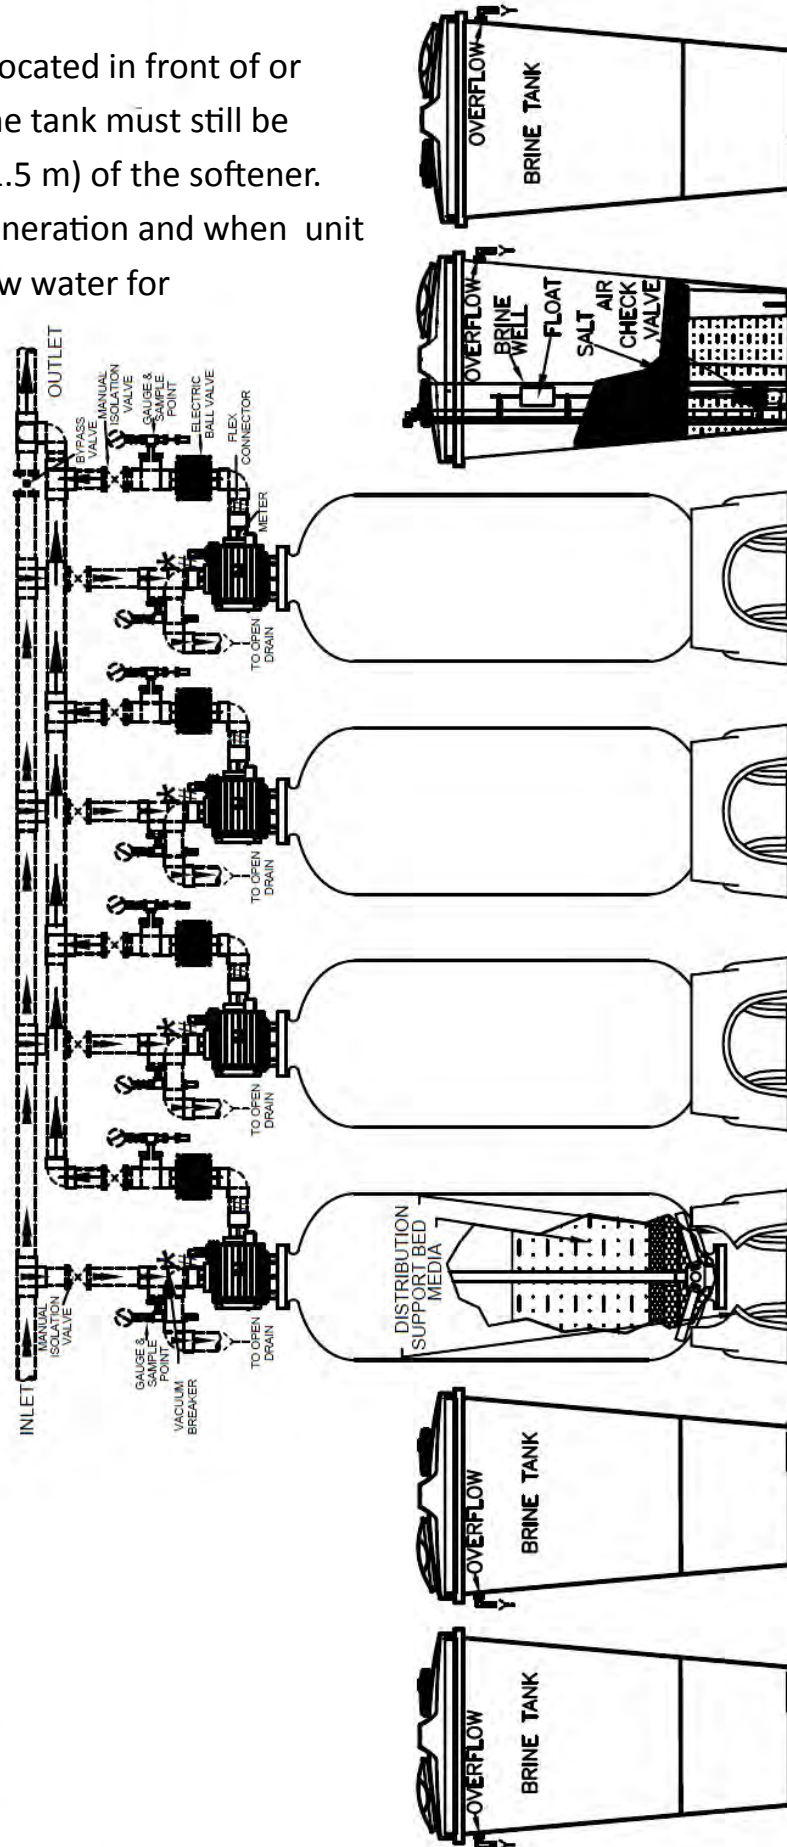 ocated in front of or
ne tank must still be
1.5 m) of the softener.
neration and when unit
w water for
OUTLET
BYPASS
VALVE
MANUAL
ISOLATION
VALVE
GAUGE &
SAMPLE
POINT
ELECTRIC
BALL VALVE
FLEX
CONNECTOR
METER
TO OPEN
DRAIN
TO OPEN
DRAIN
TO OPEN
DRAIN
TO OPEN
DRAIN
INLET
MANUAL
ISOLATION
VALVE
GAUGE &
SAMPLE
POINT
VACUUM
BREAKER
DISTRIBUTION
SUPPORT BED
MEDIA
OVERFLOW
BRINE TANK
OVERFLOW
BRINE
WELL
FLOAT
SALT
AIR
CHECK
VALVE
OVERFLOW
BRINE TANK
OVERFLOW
BRINE TANK